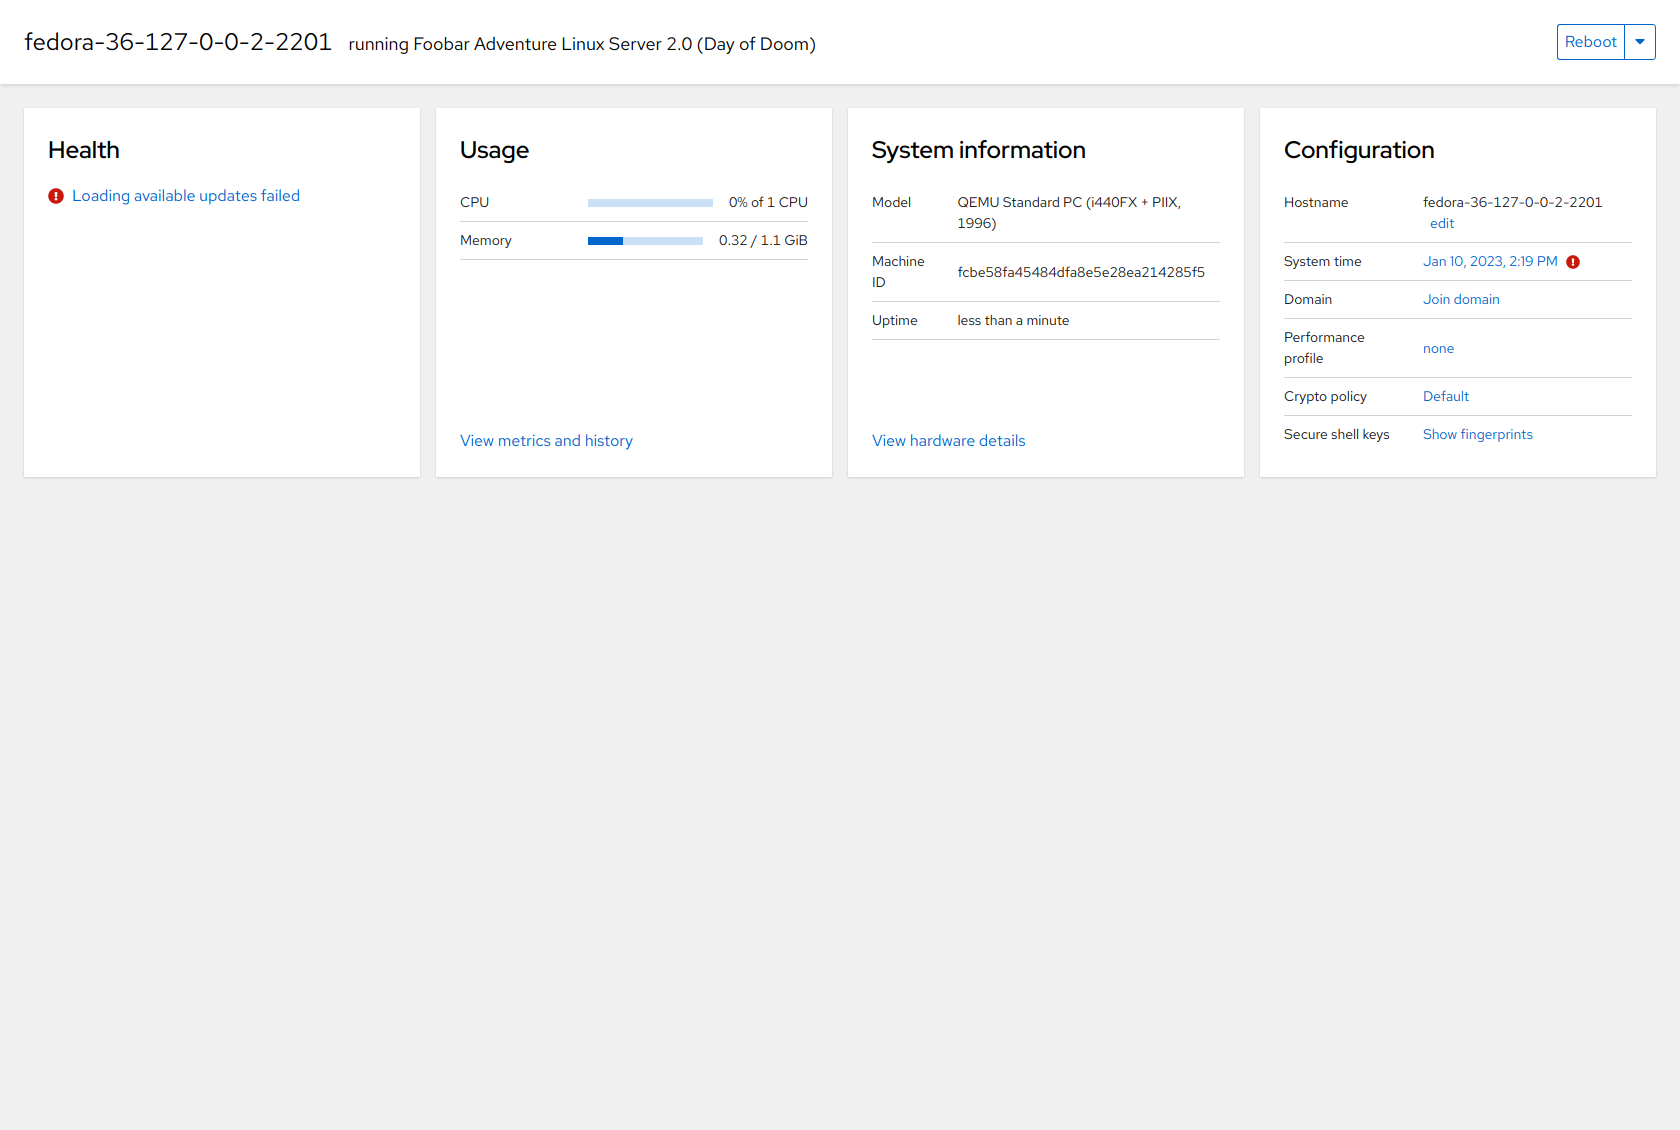 fedora-36-127-0-0-2-2201 running Foobar Adventure Linux Server 2.0 (Day of Doom)
Reboot
Health
Loading available updates failed
Usage
CPU 0% of 1 CPU
Memory 0.32 / 1.1 GiB
View metrics and history
System information
Model QEMU Standard PC (i440FX + PIIX,
1996)
Machine
ID
fcbe58fa45484dfa8e5e28ea214285f5
Uptime less than a minute
View hardware details
Configuration
Hostname fedora-36-127-0-0-2-2201
edit
System time Jan 10, 2023, 2:19 PM
Domain Join domain
Performance
profile
none
Crypto policy Default
Secure shell keys Show fingerprints